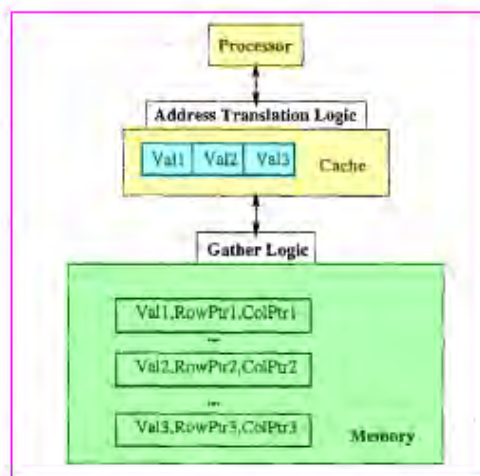 Processor
Address Translation Logic
Val1 Val2 Val3 Cache
Gather Logic
Val1,RowPtr1,ColPtr1
...
Val2,RowPtr2,ColPtr2
...
Val3,RowPtr3,ColPtr3
Memory